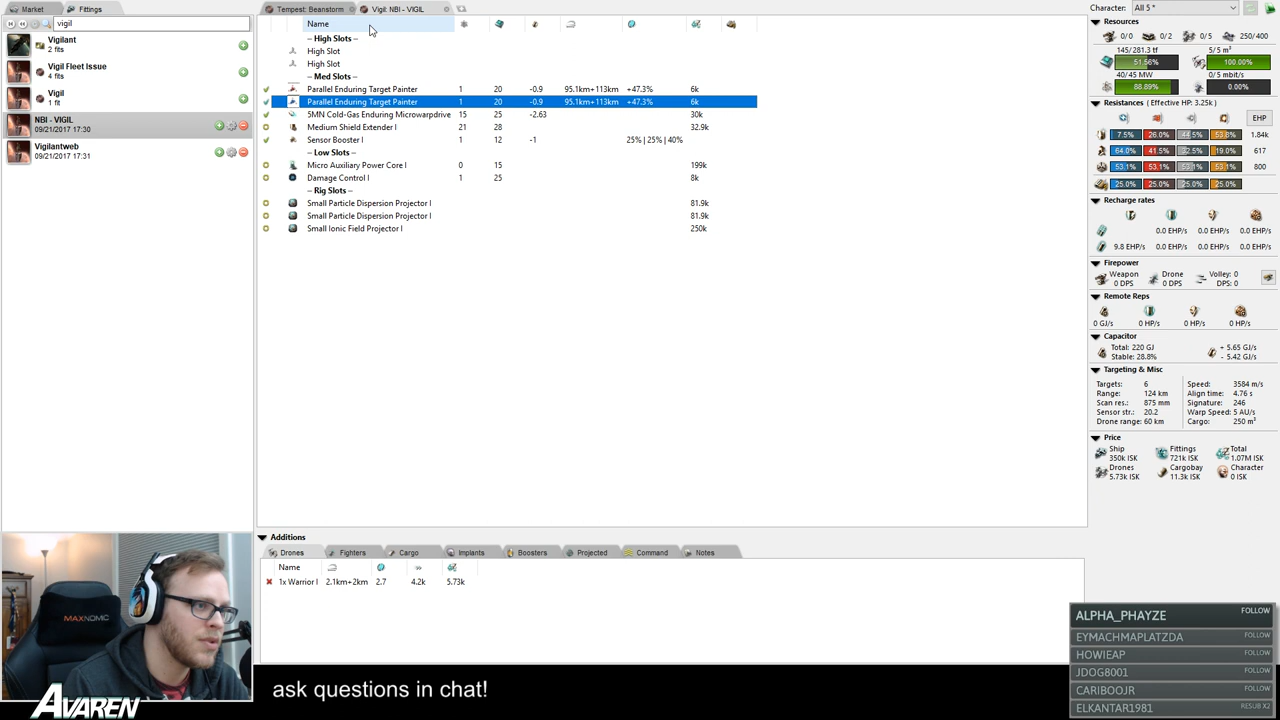 Market
Fittings
Tempest: Beanstorm
Vigil: NBI - VIGIL
Character:
All 5 *
vigil
Name
Resources
0/0
0/2
0/5
250/400
Vigilant
2 fits
Vigil Fleet Issue
4 fits
Vigil
1 fit
NBI - VIGIL
09/21/2017 17:30
Vigilantweb
09/21/2017 17:31
-- High Slots --
High Slot
High Slot
-- Med Slots --
Parallel Enduring Target Painter 1 20 -0.9 95.1km+113km +47.3% 6k
Parallel Enduring Target Painter 1 20 -0.9 95.1km+113km +47.3% 6k
5MN Cold-Gas Enduring Microwarpdrive 15 25 -2.63 30k
Medium Shield Extender I 21 28 32.9k
Sensor Booster I 1 12 -1 25% | 25% | 40% 8k
-- Low Slots --
Micro Auxiliary Power Core I 0 15 199k
Damage Control I 1 25 8k
-- Rig Slots --
Small Particle Dispersion Projector I 81.9k
Small Particle Dispersion Projector I 81.9k
Small Ionic Field Projector I 250k
145/281.3 tf
51.56%
5/5 m³
100.00%
40/45 MW
88.89%
0/5 mbit/s
0.00%
Resistances ( Effective HP: 3.25k)
EHP
7.5% 26.0% 44.5% 53.8% 1.84k
64.0% 41.5% 32.5% 19.0% 617
53.1% 53.1% 53.1% 53.1% 800
25.0% 25.0% 25.0% 25.0%
Recharge rates
0.0 EHP/s 0.0 EHP/s 0.0 EHP/s
9.8 EHP/s 0.0 EHP/s 0.0 EHP/s 0.0 EHP/s
Firepower
Weapon
0 DPS
Drone
0 DPS
Volley: 0
DPS: 0
Remote Reps
0 GJ/s 0 HP/s 0 HP/s 0 HP/s
Capacitor
Total: 220 GJ
Stable: 28.8%
+ 5.65 GJ/s
- 5.42 GJ/s
Targeting & Misc
Targets: 6
Range: 124 km
Scan res.: 875 mm
Sensor str.: 20.2
Drone range: 60 km
Speed: 3584 m/s
Align time: 4.76 s
Signature: 246
Warp Speed: 5 AU/s
Cargo: 250 m³
Price
Ship
350k ISK
Fittings
721k ISK
Total
1.07M ISK
Drones
5.73k ISK
Cargobay
11.3k ISK
Character
0 ISK
Additions
Drones
Fighters
Cargo
Implants
Boosters
Projected
Command
Notes
Name
1x Warrior I 2.1km+2km 2.7 4.2k 5.73k
MAXNOMIC
AVAREN
ask questions in chat!
ALPHA_PHAYZE FOLLOW
EYMACHMAPLATZDA FOLLOW
HOWIEAP FOLLOW
JDOG8001 FOLLOW
CARIBOOJR FOLLOW
ELKANTAR1981 RESUB X2